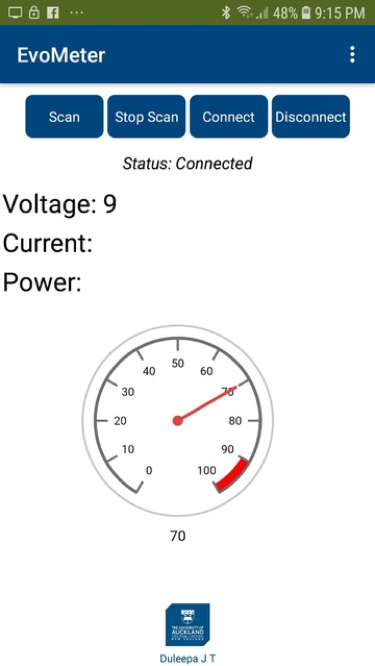 48% 9:15 PM
EvoMeter
Scan Stop Scan Connect Disconnect
Status: Connected
Voltage: 9
Current:
Power:
50
40 60
30 70
20 80
10 90
0 100
70
THE UNIVERSITY OF
AUCKLAND
NEW ZEALAND
Duleepa J T